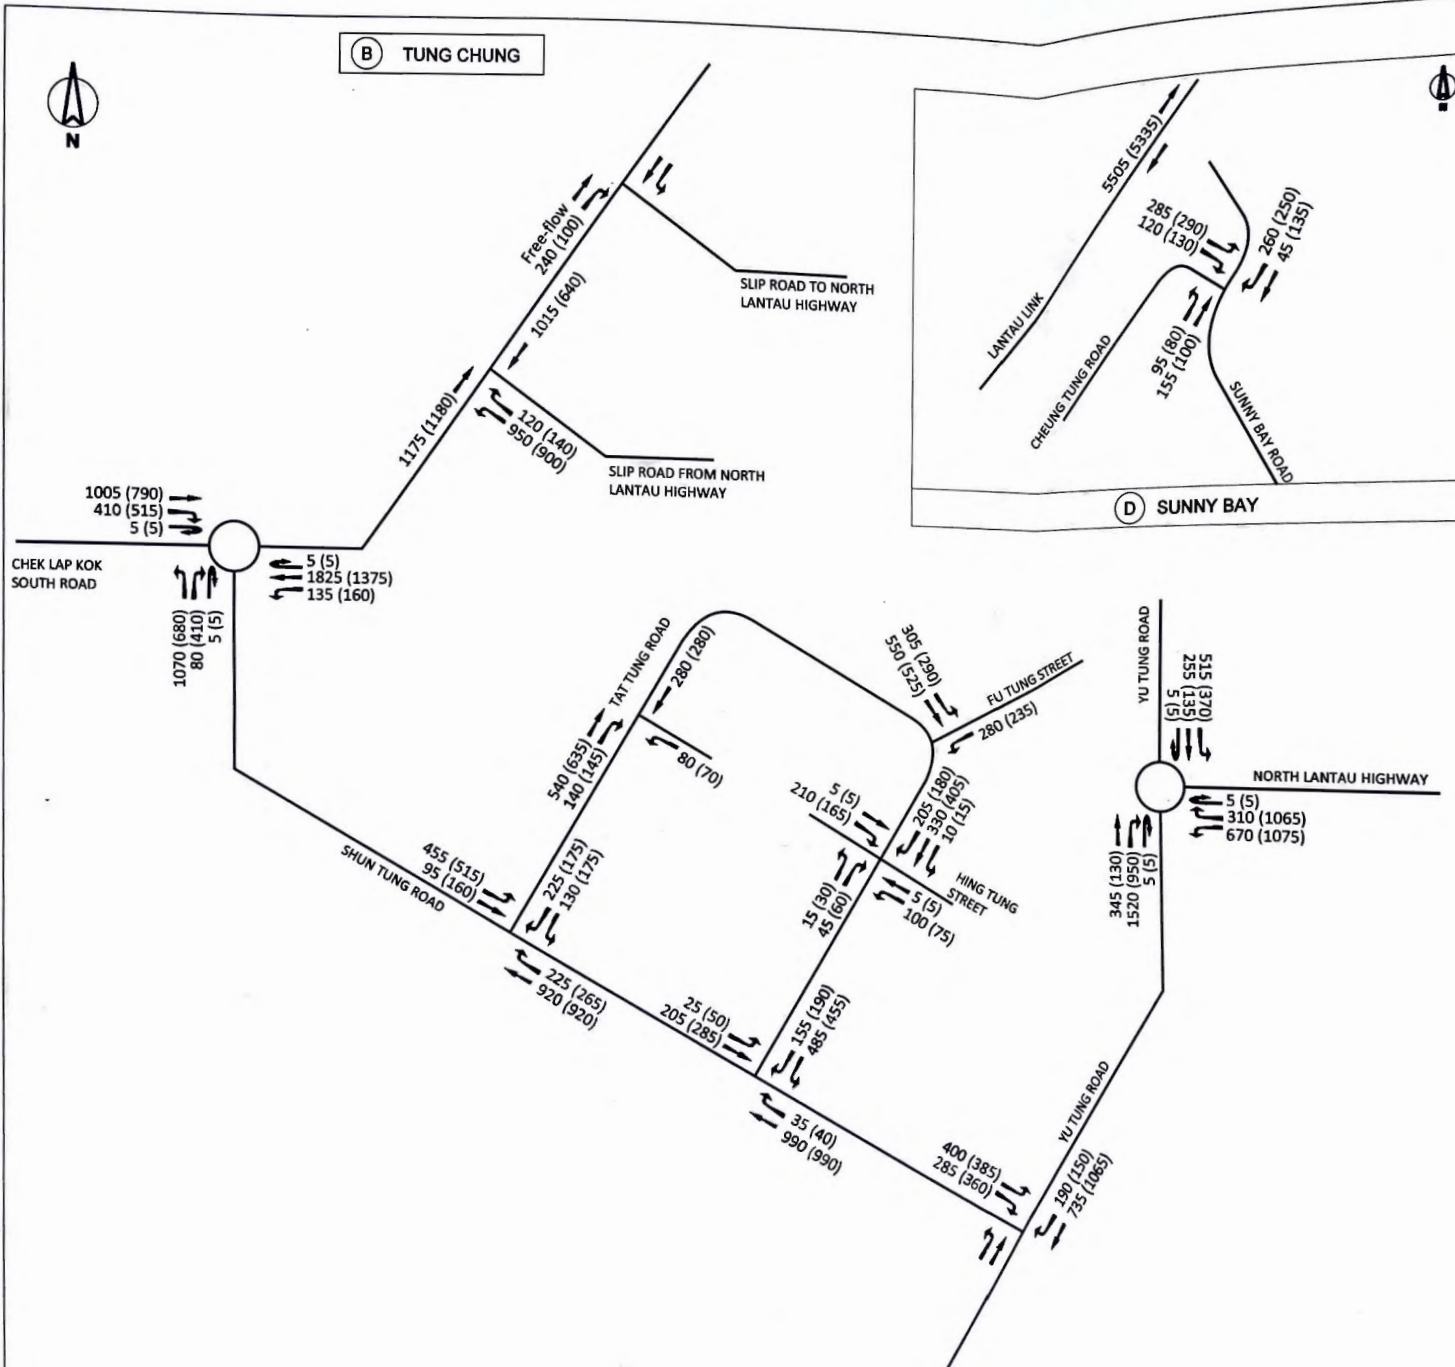 B TUNG CHUNG
N
Free-flow
240 (100)
SLIP ROAD TO NORTH
LANTAU HIGHWAY
1015 (640)
1175 (1180)
120 (140)
950 (900)
SLIP ROAD FROM NORTH
LANTAU HIGHWAY
1005 (790)
410 (515)
5 (5)
CHEK LAP KOK
SOUTH ROAD
5 (5)
1825 (1375)
135 (160)
1070 (680)
80 (410)
5 (5)
5505 (5335)
285 (290)
120 (130)
260 (250)
45 (135)
LANTAU LINK
CHEUNG TUNG ROAD
95 (80)
155 (100)
SUNNY BAY ROAD
D SUNNY BAY
TAT TUNG ROAD
280 (280)
540 (635)
140 (145)
80 (70)
305 (290)
550 (525)
FU TUNG STREET
280 (235)
5 (5)
210 (165)
205 (180)
330 (405)
10 (15)
HING TUNG
STREET
15 (30)
45 (60)
5 (5)
100 (75)
YU TUNG ROAD
515 (370)
255 (135)
5 (5)
NORTH LANTAU HIGHWAY
5 (5)
310 (1065)
670 (1075)
345 (130)
1520 (950)
5 (5)
SHUN TUNG ROAD
455 (515)
95 (160)
225 (175)
130 (175)
225 (265)
920 (920)
25 (50)
205 (285)
155 (190)
485 (455)
35 (40)
990 (990)
400 (385)
285 (360)
YU TUNG ROAD
190 (150)
735 (1065)